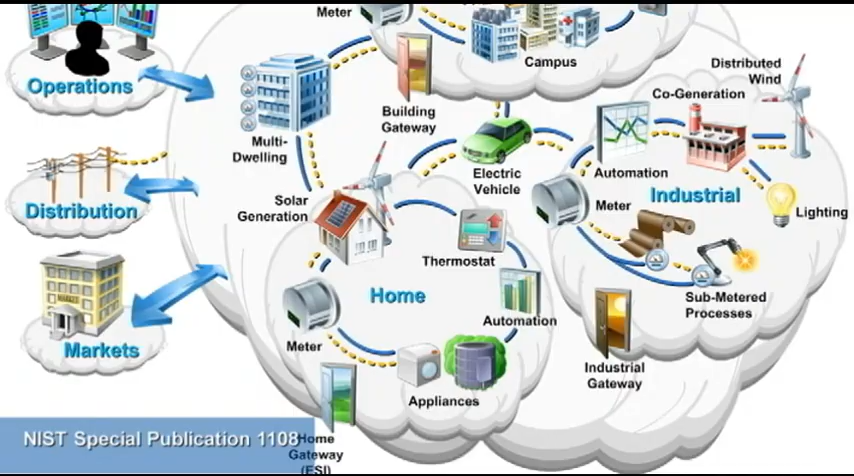 Meter
Campus
Automation
Operations
Distributed
Wind
Co-Generation
Building
Gateway
Multi-
Dwelling
Electric
Vehicle
Automation
Industrial
Distribution
Solar
Generation
Meter
Lighting
Thermostat
Home
Sub-Metered
Processes
Automation
Markets
Meter
Industrial
Gateway
Appliances
NIST Special Publication 1108
Home
Gateway
(ESI)